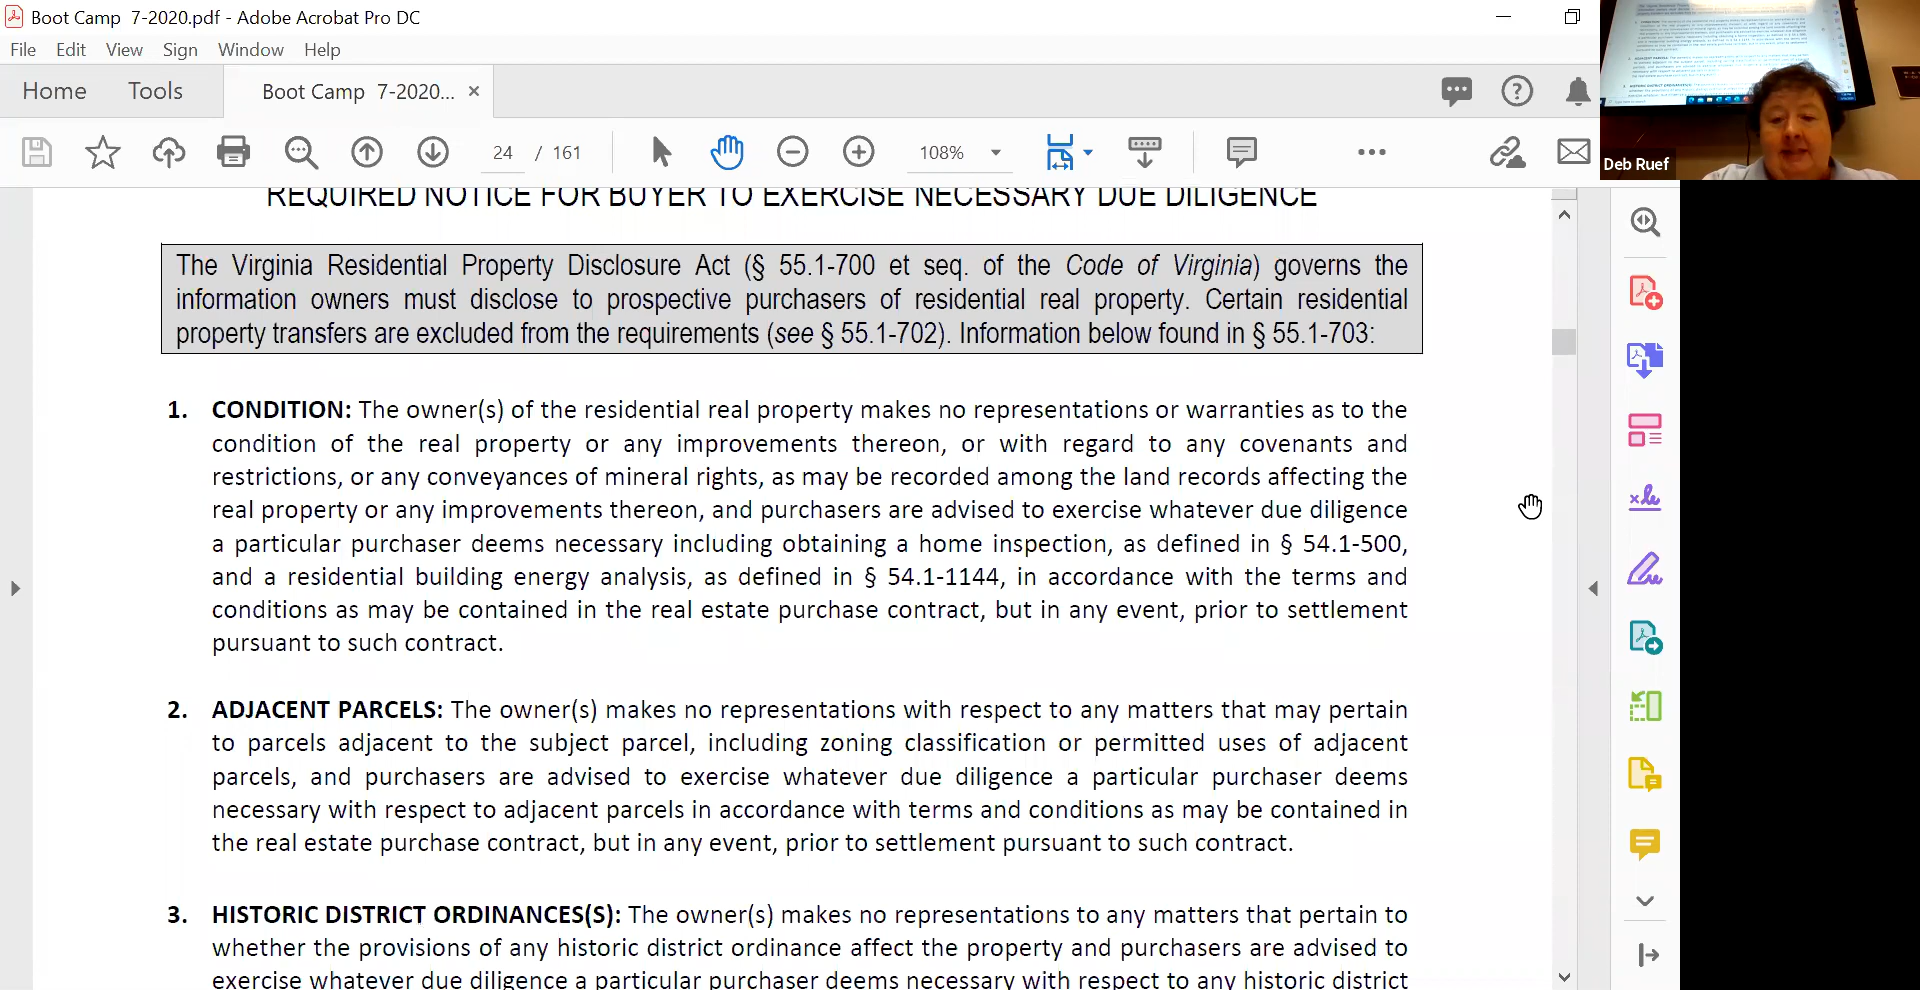 Boot Camp  7-2020.pdf - Adobe Acrobat Pro DC
File Edit View Sign Window Help
Home Tools Boot Camp  7-2020... ×
24 / 161 108%
Deb Ruef
REQUIRED NOTICE FOR BUYER TO EXERCISE NECESSARY DUE DILIGENCE
The Virginia Residential Property Disclosure Act (§ 55.1-700 et seq. of the Code of Virginia) governs the
information owners must disclose to prospective purchasers of residential real property. Certain residential
property transfers are excluded from the requirements (see § 55.1-702). Information below found in § 55.1-703:
1. CONDITION: The owner(s) of the residential real property makes no representations or warranties as to the
condition of the real property or any improvements thereon, or with regard to any covenants and
restrictions, or any conveyances of mineral rights, as may be recorded among the land records affecting the
real property or any improvements thereon, and purchasers are advised to exercise whatever due diligence
a particular purchaser deems necessary including obtaining a home inspection, as defined in § 54.1-500,
and a residential building energy analysis, as defined in § 54.1-1144, in accordance with the terms and
conditions as may be contained in the real estate purchase contract, but in any event, prior to settlement
pursuant to such contract.
2. ADJACENT PARCELS: The owner(s) makes no representations with respect to any matters that may pertain
to parcels adjacent to the subject parcel, including zoning classification or permitted uses of adjacent
parcels, and purchasers are advised to exercise whatever due diligence a particular purchaser deems
necessary with respect to adjacent parcels in accordance with terms and conditions as may be contained in
the real estate purchase contract, but in any event, prior to settlement pursuant to such contract.
3. HISTORIC DISTRICT ORDINANCES(S): The owner(s) makes no representations to any matters that pertain to
whether the provisions of any historic district ordinance affect the property and purchasers are advised to
exercise whatever due diligence a particular purchaser deems necessary with respect to any historic district